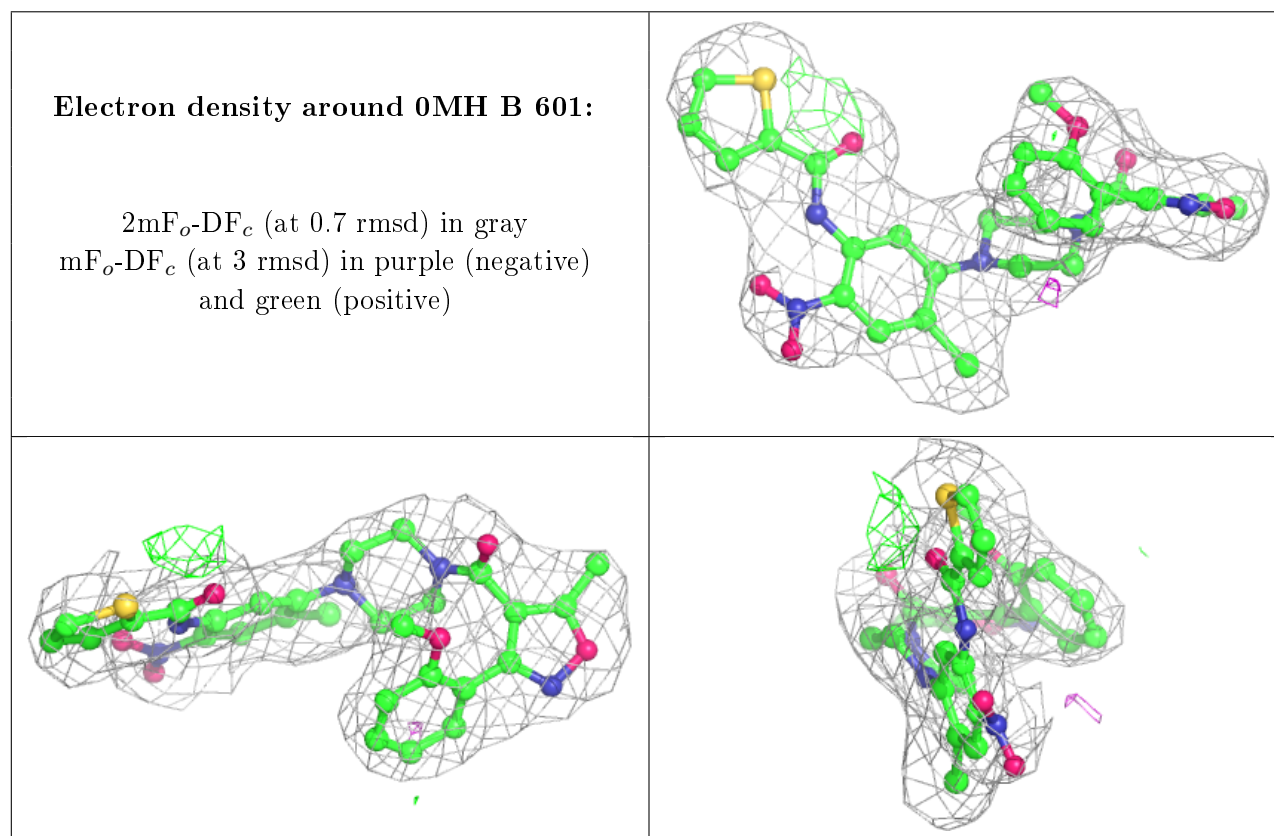 Electron density around 0MH B 601:
2mFₒ-DF𝒸 (at 0.7 rmsd) in gray
mFₒ-DF𝒸 (at 3 rmsd) in purple (negative)
and green (positive)